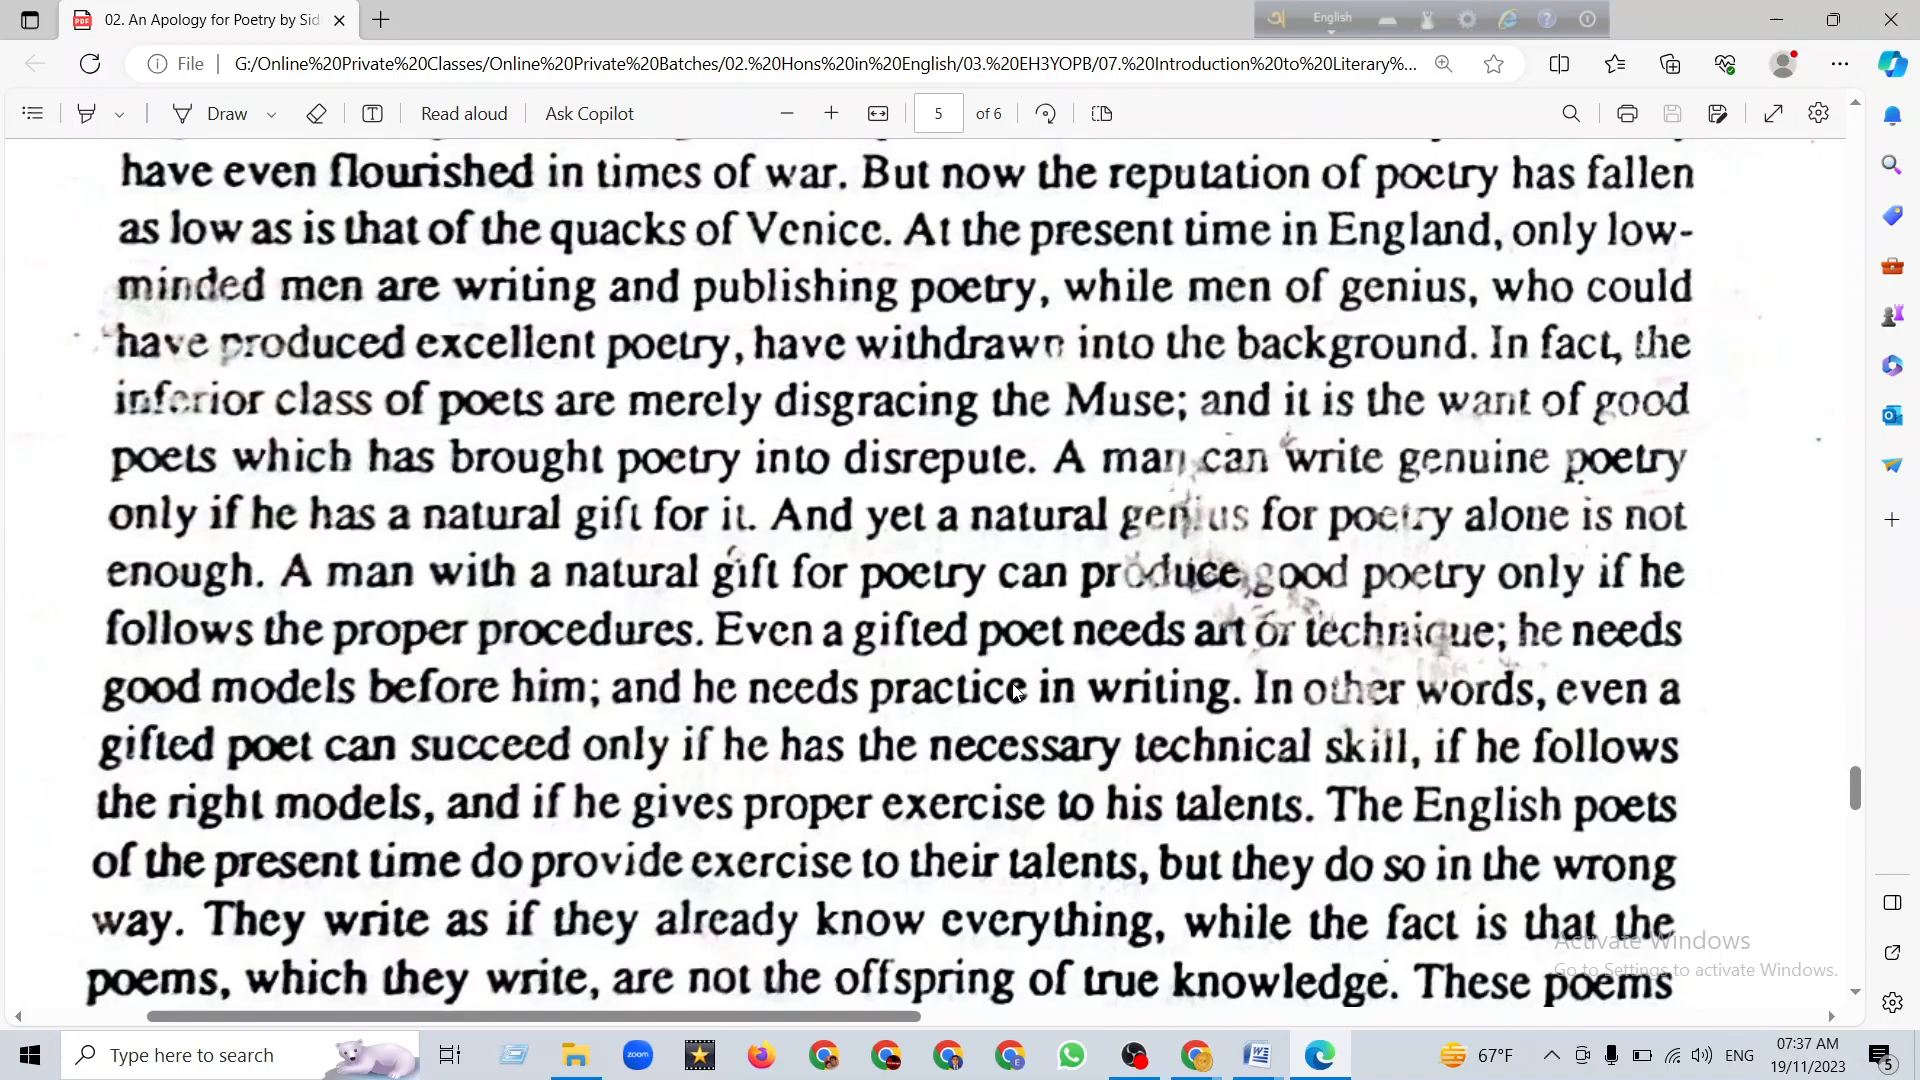 02. An Apology for Poetry by Sid
English
File
G:/Online%20Private%20Classes/Online%20Private%20Batches/02.%20Hons%20in%20English/03.%20EH3YOPB/07.%20Introduction%20to%20Literary%...
Draw
Read aloud
Ask Copilot
5 of 6
have even flourished in times of war. But now the reputation of poetry has fallen
as low as is that of the quacks of Venice. At the present time in England, only low-
minded men are writing and publishing poetry, while men of genius, who could
have produced excellent poetry, have withdrawn into the background. In fact, the
inferior class of poets are merely disgracing the Muse; and it is the want of good
poets which has brought poetry into disrepute. A man can write genuine poetry
only if he has a natural gift for it. And yet a natural genius for poetry alone is not
enough. A man with a natural gift for poetry can produce good poetry only if he
follows the proper procedures. Even a gifted poet needs art or technique; he needs
good models before him; and he needs practice in writing. In other words, even a
gifted poet can succeed only if he has the necessary technical skill, if he follows
the right models, and if he gives proper exercise to his talents. The English poets
of the present time do provide exercise to their talents, but they do so in the wrong
way. They write as if they already know everything, while the fact is that the
poems, which they write, are not the offspring of true knowledge. These poems
Activate Windows
Go to Settings to activate Windows.
Type here to search
zoom
67°F
ENG
07:37 AM
19/11/2023
5